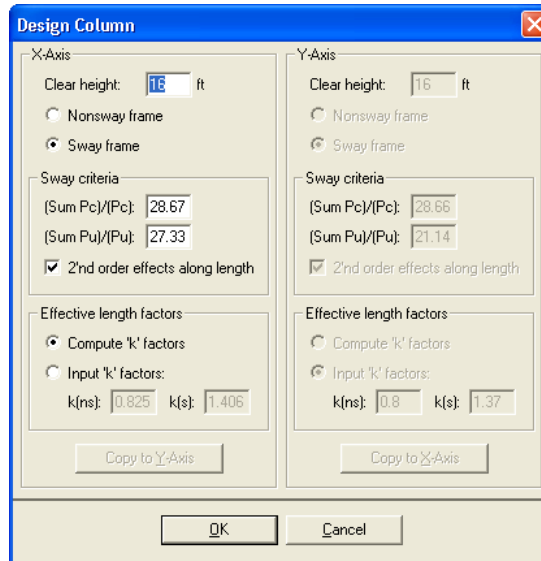 Design Column
X-Axis
Clear height: 16 ft
Nonsway frame
Sway frame
Sway criteria
(Sum Pc)/(Pc): 28.67
(Sum Pu)/(Pu): 27.33
2'nd order effects along length
Effective length factors
Compute 'k' factors
Input 'k' factors:
k(ns): 0.825 k(s): 1.406
Copy to Y-Axis
Y-Axis
Clear height: 16 ft
Nonsway frame
Sway frame
Sway criteria
(Sum Pc)/(Pc): 28.66
(Sum Pu)/(Pu): 21.14
2'nd order effects along length
Effective length factors
Compute 'k' factors
Input 'k' factors:
k(ns): 0.8 k(s): 1.37
Copy to X-Axis
OK Cancel